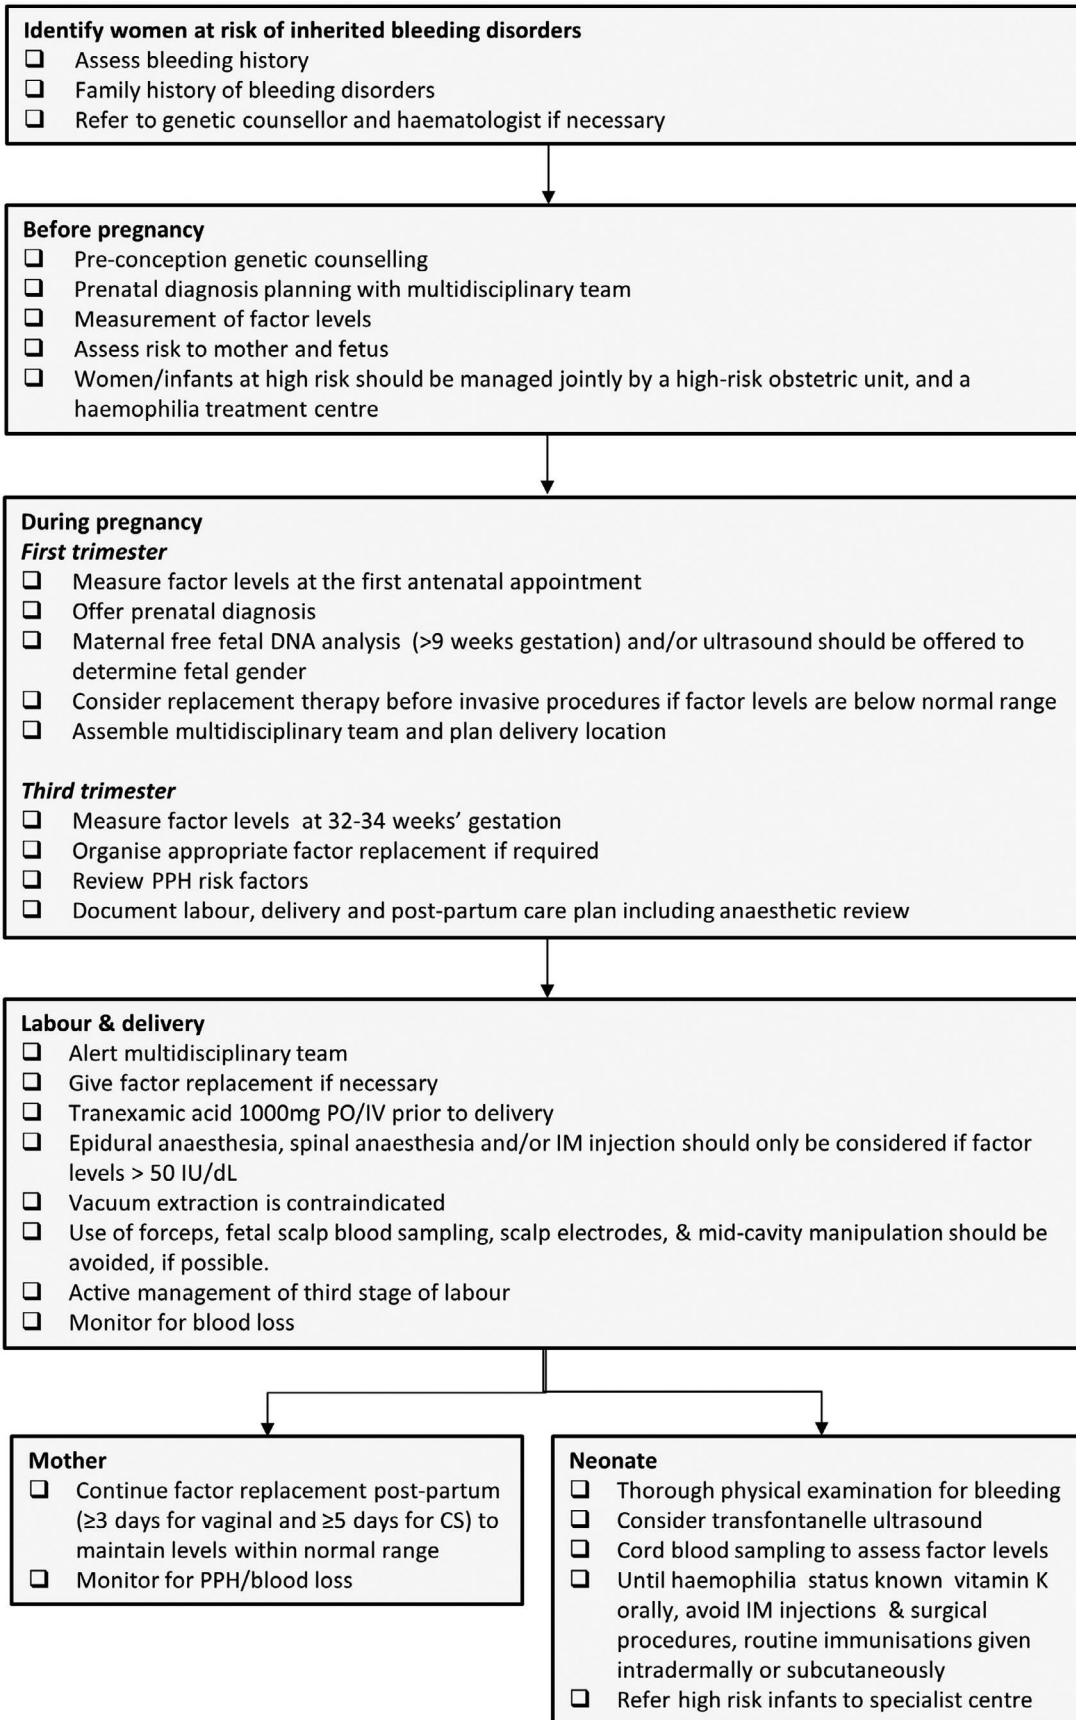 Identify women at risk of inherited bleeding disorders
❑ Assess bleeding history
❑ Family history of bleeding disorders
❑ Refer to genetic counsellor and haematologist if necessary
Before pregnancy
❑ Pre-conception genetic counselling
❑ Prenatal diagnosis planning with multidisciplinary team
❑ Measurement of factor levels
❑ Assess risk to mother and fetus
❑ Women/infants at high risk should be managed jointly by a high-risk obstetric unit, and a
haemophilia treatment centre
During pregnancy
First trimester
❑ Measure factor levels at the first antenatal appointment
❑ Offer prenatal diagnosis
❑ Maternal free fetal DNA analysis (>9 weeks gestation) and/or ultrasound should be offered to
determine fetal gender
❑ Consider replacement therapy before invasive procedures if factor levels are below normal range
❑ Assemble multidisciplinary team and plan delivery location
Third trimester
❑ Measure factor levels at 32-34 weeks' gestation
❑ Organise appropriate factor replacement if required
❑ Review PPH risk factors
❑ Document labour, delivery and post-partum care plan including anaesthetic review
Labour & delivery
❑ Alert multidisciplinary team
❑ Give factor replacement if necessary
❑ Tranexamic acid 1000mg PO/IV prior to delivery
❑ Epidural anaesthesia, spinal anaesthesia and/or IM injection should only be considered if factor
levels > 50 IU/dL
❑ Vacuum extraction is contraindicated
❑ Use of forceps, fetal scalp blood sampling, scalp electrodes, & mid-cavity manipulation should be
avoided, if possible.
❑ Active management of third stage of labour
❑ Monitor for blood loss
Mother
❑ Continue factor replacement post-partum
(≥3 days for vaginal and ≥5 days for CS) to
maintain levels within normal range
❑ Monitor for PPH/blood loss
Neonate
❑ Thorough physical examination for bleeding
❑ Consider transfontanelle ultrasound
❑ Cord blood sampling to assess factor levels
❑ Until haemophilia status known vitamin K
orally, avoid IM injections & surgical
procedures, routine immunisations given
intradermally or subcutaneously
❑ Refer high risk infants to specialist centre